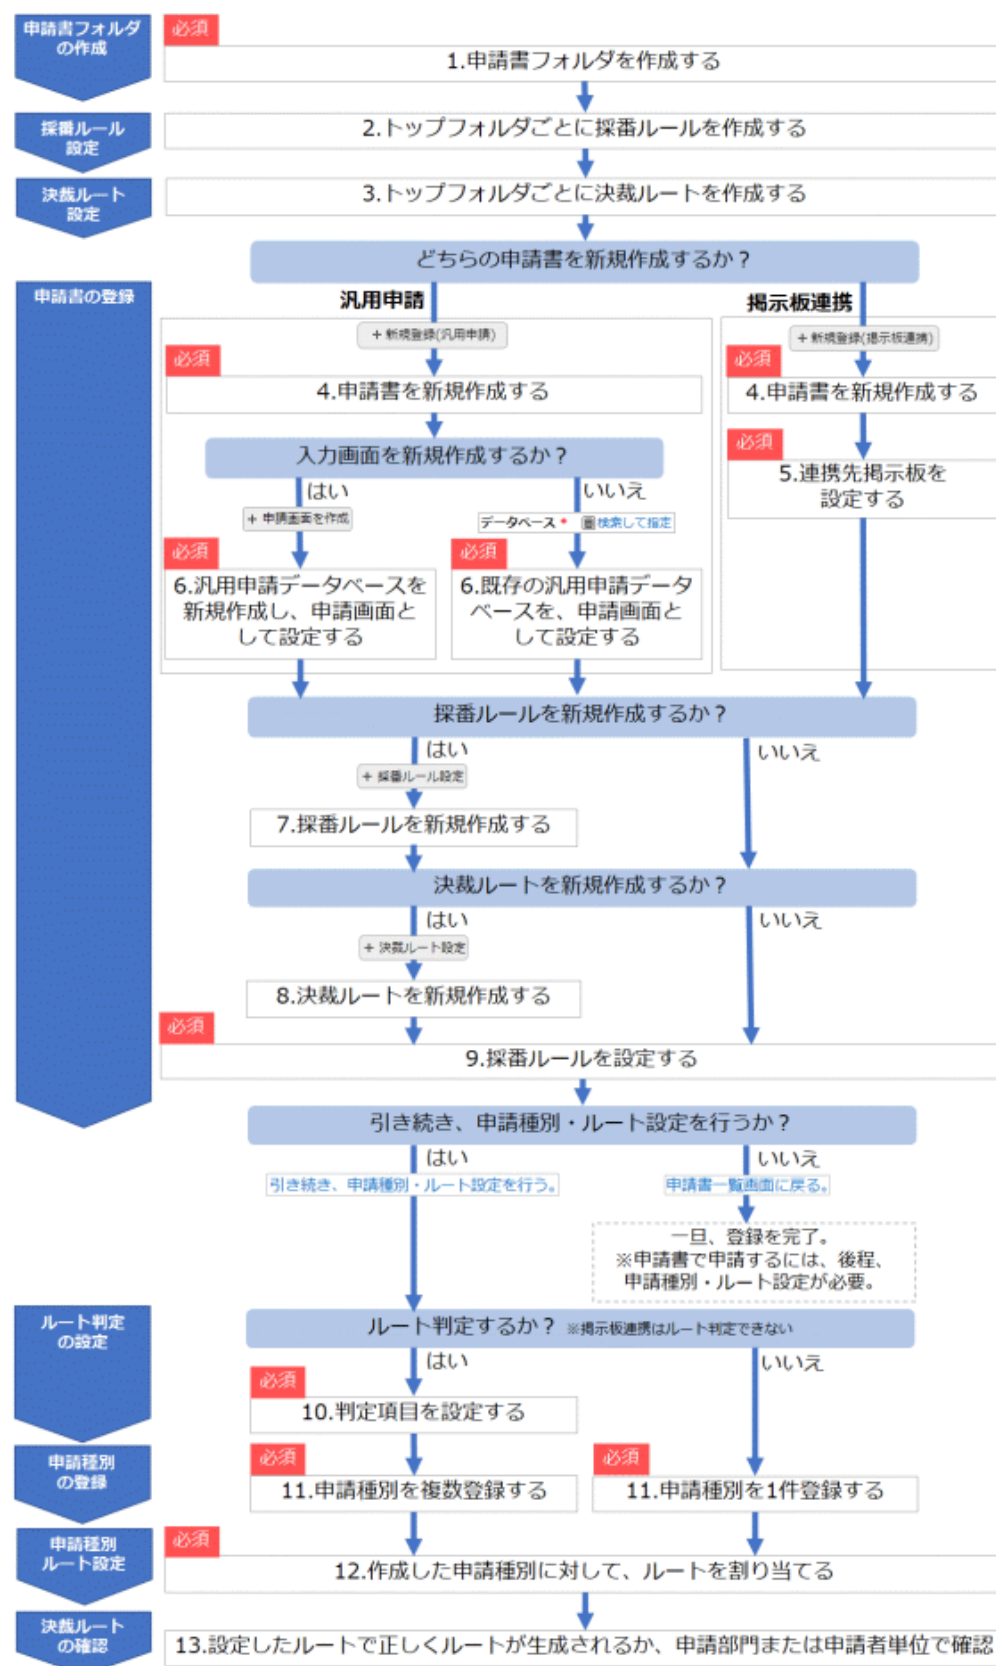 申請書フォルダ
の作成
必須
1.申請書フォルダを作成する
採番ルール
設定
2.トップフォルダごとに採番ルールを作成する
決裁ルート
設定
3.トップフォルダごとに決裁ルートを作成する
どちらの申請書を新規作成するか？
申請書の登録
汎用申請
掲示板連携
+ 新規登録(汎用申請)
+ 新規登録(掲示板連携)
必須
4.申請書を新規作成する
必須
4.申請書を新規作成する
入力画面を新規作成するか？
必須
5.連携先掲示板を
設定する
はい
いいえ
+ 申請画面を作成
データベース * 検索して指定
必須
6.汎用申請データベースを
新規作成し、申請画面と
して設定する
必須
6.既存の汎用申請データ
ベースを、申請画面と
して設定する
採番ルールを新規作成するか？
はい
いいえ
+ 採番ルール設定
7.採番ルールを新規作成する
決裁ルートを新規作成するか？
はい
いいえ
+ 決裁ルート設定
8.決裁ルートを新規作成する
必須
9.採番ルールを設定する
引き続き、申請種別・ルート設定を行うか？
はい
いいえ
引き続き、申請種別・ルート設定を行う。
申請書一覧画面に戻る。
一旦、登録を完了。
※申請書で申請するには、後程、
申請種別・ルート設定が必要。
ルート判定
の設定
ルート判定するか？ ※掲示板連携はルート判定できない
はい
いいえ
必須
10.判定項目を設定する
申請種別
の登録
必須
11.申請種別を複数登録する
必須
11.申請種別を1件登録する
申請種別
ルート設定
必須
12.作成した申請種別に対して、ルートを割り当てる
決裁ルート
の確認
13.設定したルートで正しくルートが生成されるか、申請部門または申請者単位で確認